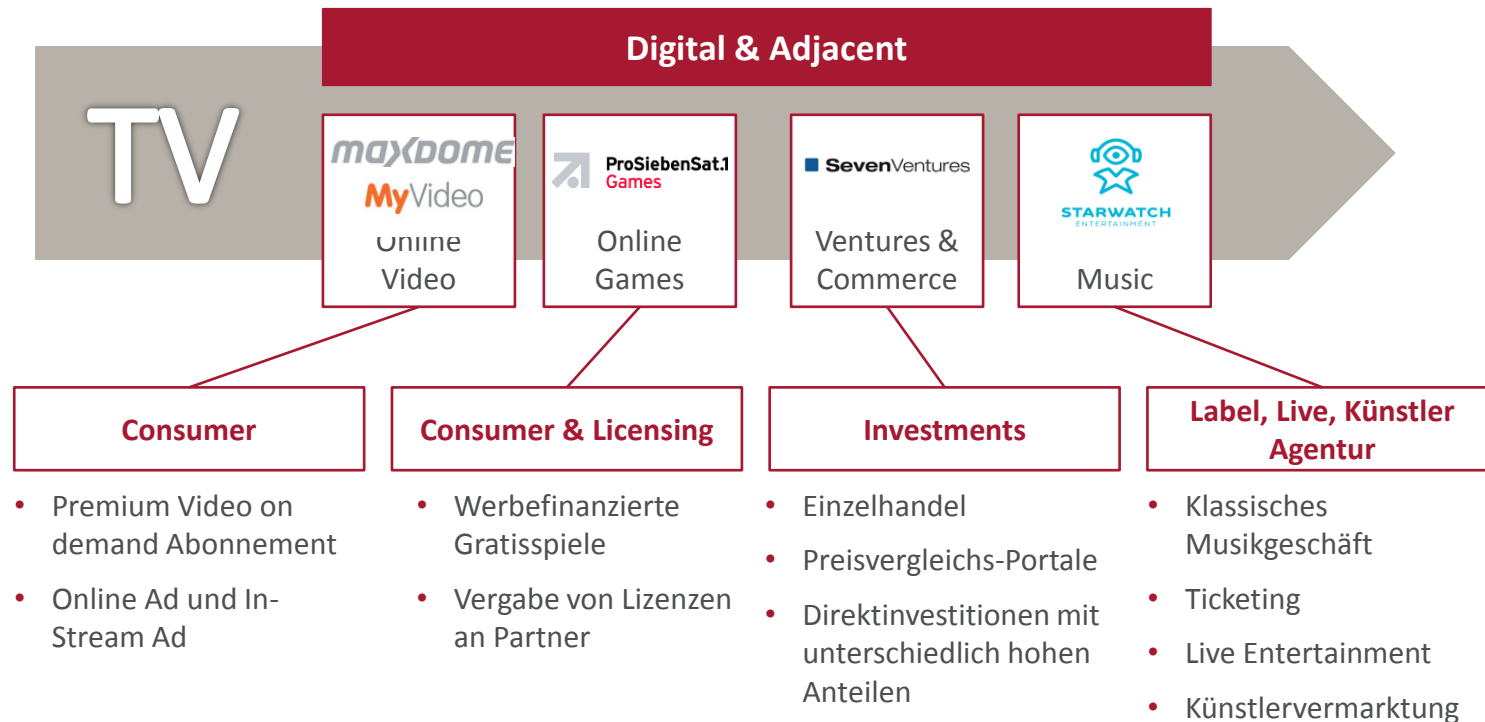 Digital & Adjacent
TV
maxdome
MyVideo
Online
Video
ProSiebenSat.1
Games
Online
Games
SevenVentures
Ventures &
Commerce
STARWATCH
ENTERTAINMENT
Music
Consumer
• Premium Video on
demand Abonnement
• Online Ad und In-
Stream Ad
Consumer & Licensing
• Werbefinanzierte
Gratisspiele
• Vergabe von Lizenzen
an Partner
Investments
• Einzelhandel
• Preisvergleichs-Portale
• Direktinvestitionen mit
unterschiedlich hohen
Anteilen
Label, Live, Künstler
Agentur
• Klassisches
Musikgeschäft
• Ticketing
• Live Entertainment
• Künstlervermarktung